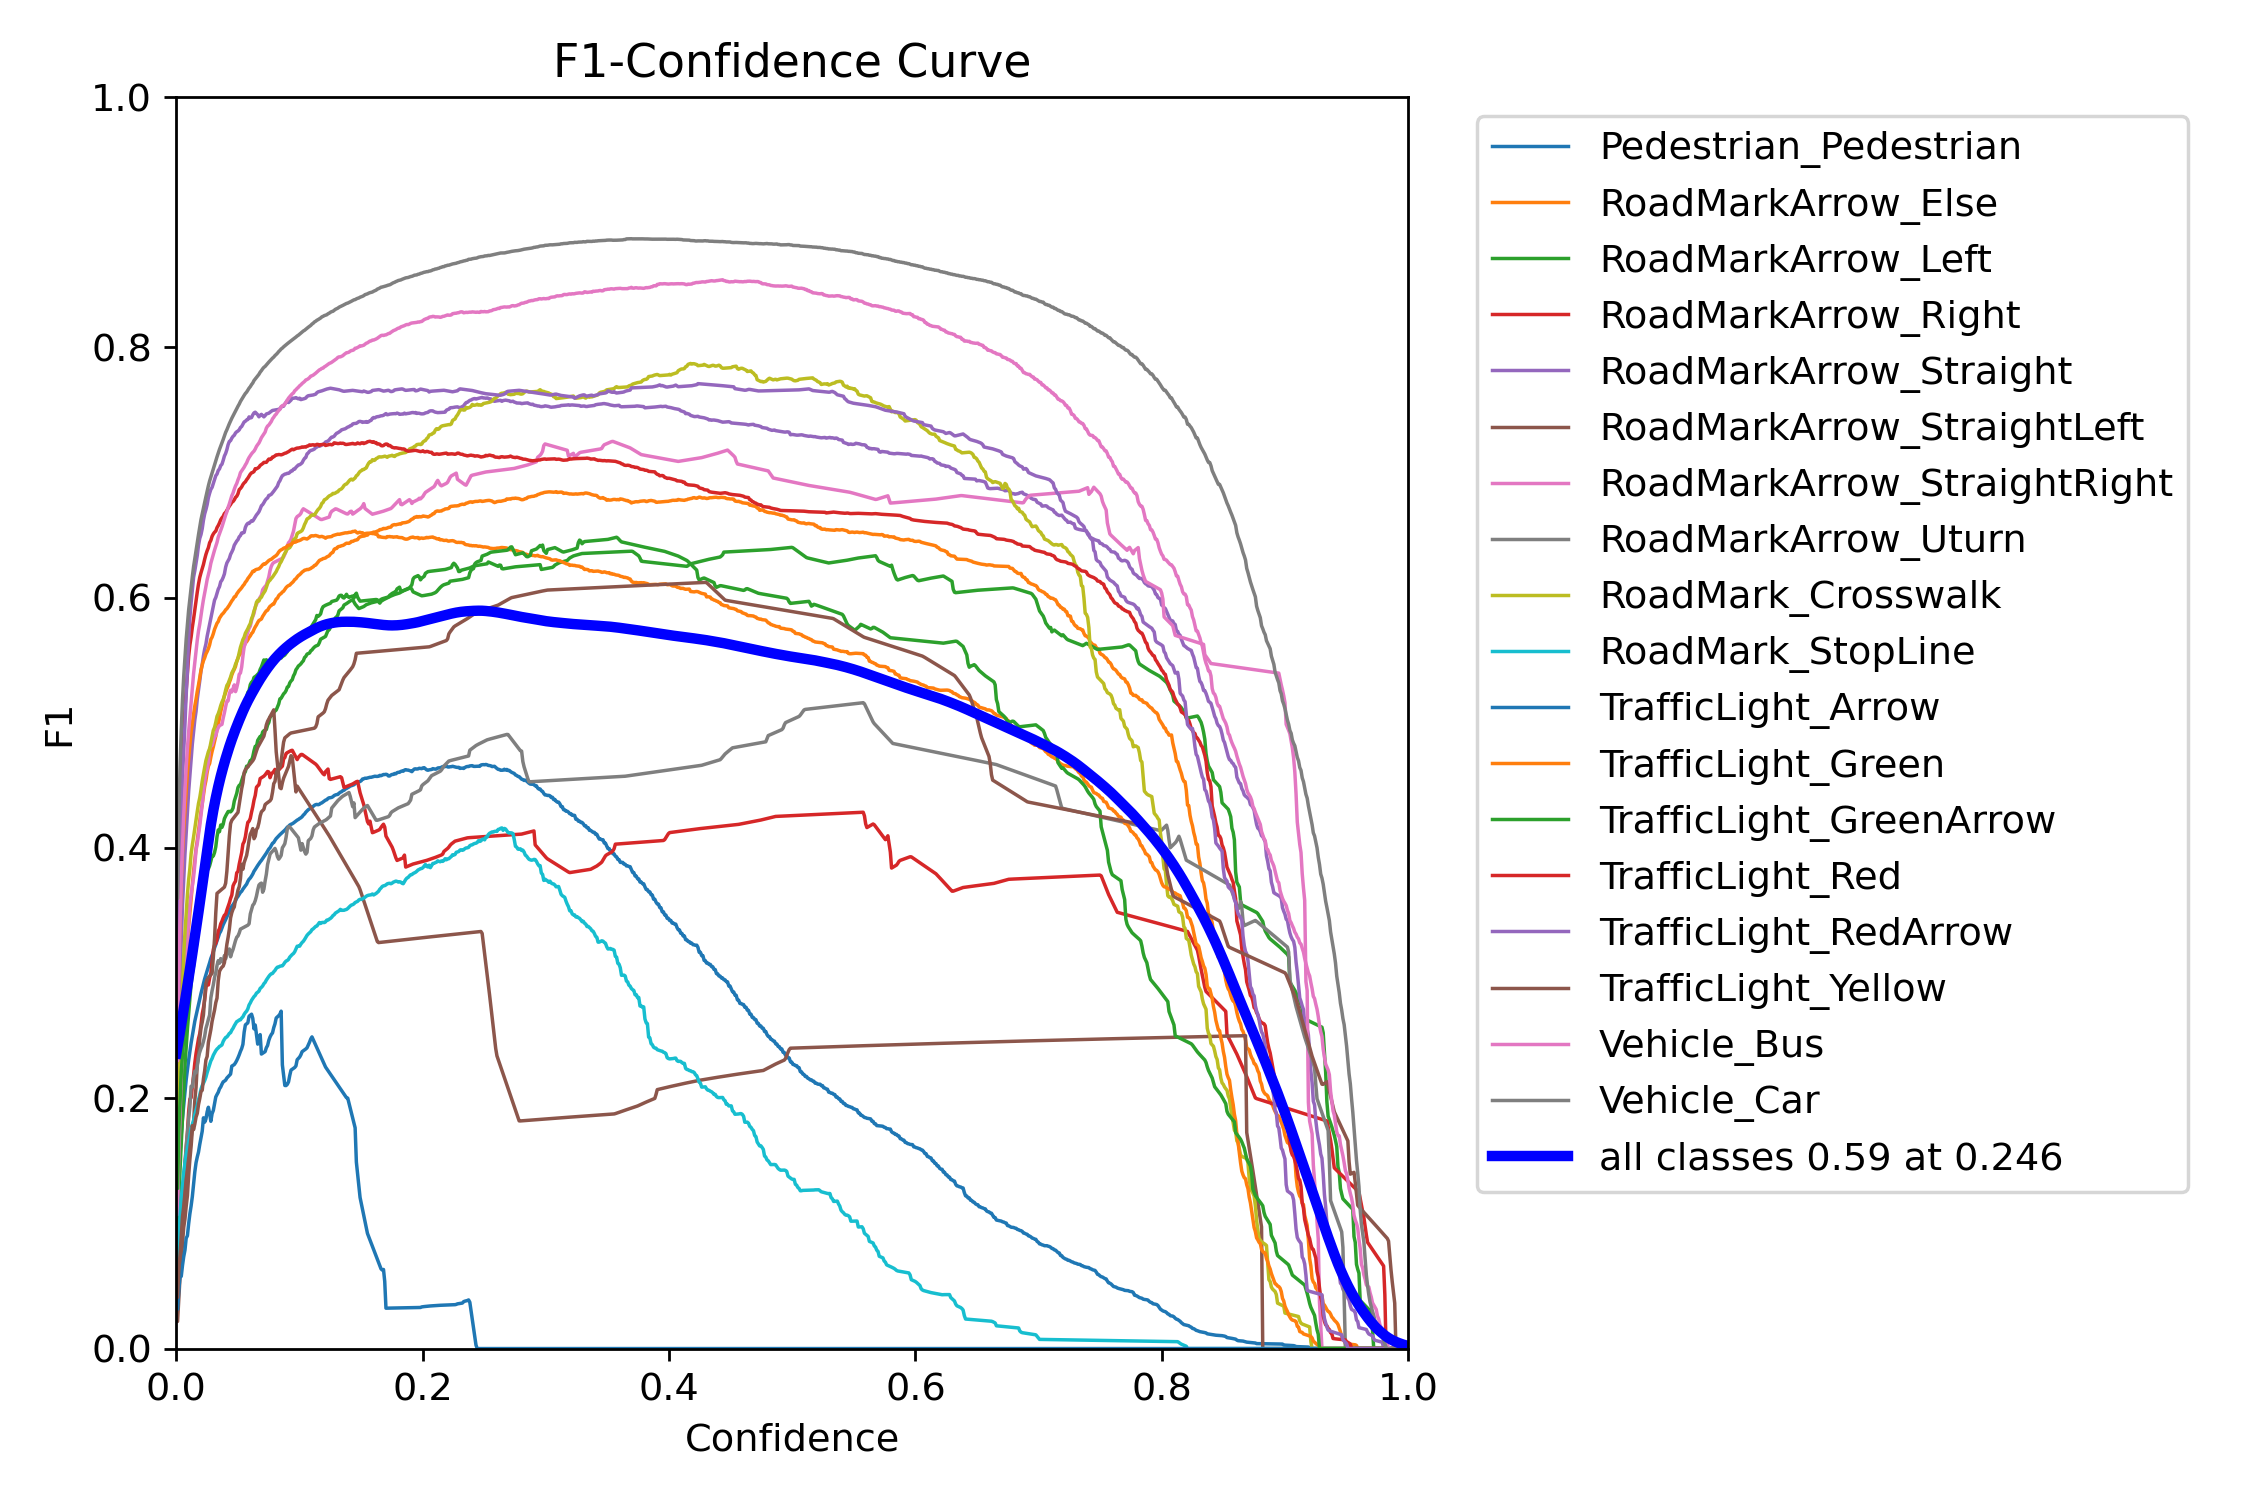 F1-Confidence Curve
1.0
0.8
0.6
0.4
0.2
0.0
F1
0.0 0.2 0.4 0.6 0.8 1.0
Confidence
Pedestrian_Pedestrian
RoadMarkArrow_Else
RoadMarkArrow_Left
RoadMarkArrow_Right
RoadMarkArrow_Straight
RoadMarkArrow_StraightLeft
RoadMarkArrow_StraightRight
RoadMarkArrow_Uturn
RoadMark_Crosswalk
RoadMark_StopLine
TrafficLight_Arrow
TrafficLight_Green
TrafficLight_GreenArrow
TrafficLight_Red
TrafficLight_RedArrow
TrafficLight_Yellow
Vehicle_Bus
Vehicle_Car
all classes 0.59 at 0.246